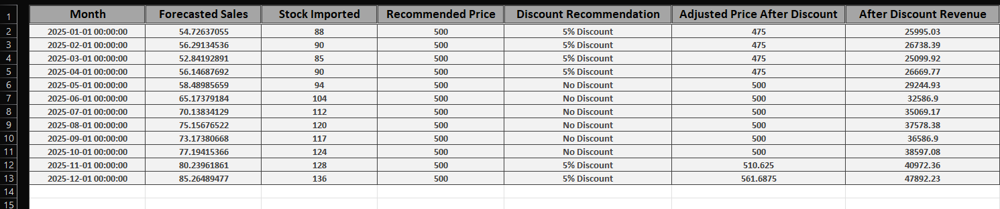 1 Month Forecasted Sales Stock Imported Recommended Price Discount Recommendation Adjusted Price After Discount After Discount Revenue
2 2025-01-01 00:00:00 54.72637055 88 500 5% Discount 475 25995.03
3 2025-02-01 00:00:00 56.29134536 90 500 5% Discount 475 26738.39
4 2025-03-01 00:00:00 52.84192891 85 500 5% Discount 475 25099.92
5 2025-04-01 00:00:00 56.14687692 90 500 5% Discount 475 26669.77
6 2025-05-01 00:00:00 58.48985659 94 500 No Discount 500 29244.93
7 2025-06-01 00:00:00 65.17379184 104 500 No Discount 500 32586.9
8 2025-07-01 00:00:00 70.13834129 112 500 No Discount 500 35069.17
9 2025-08-01 00:00:00 75.15676522 120 500 No Discount 500 37578.38
10 2025-09-01 00:00:00 73.17380668 117 500 No Discount 500 36586.9
11 2025-10-01 00:00:00 77.19415366 124 500 No Discount 500 38597.08
12 2025-11-01 00:00:00 80.23961861 128 500 5% Discount 510.625 40972.36
13 2025-12-01 00:00:00 85.26489477 136 500 5% Discount 561.6875 47892.23
14
15